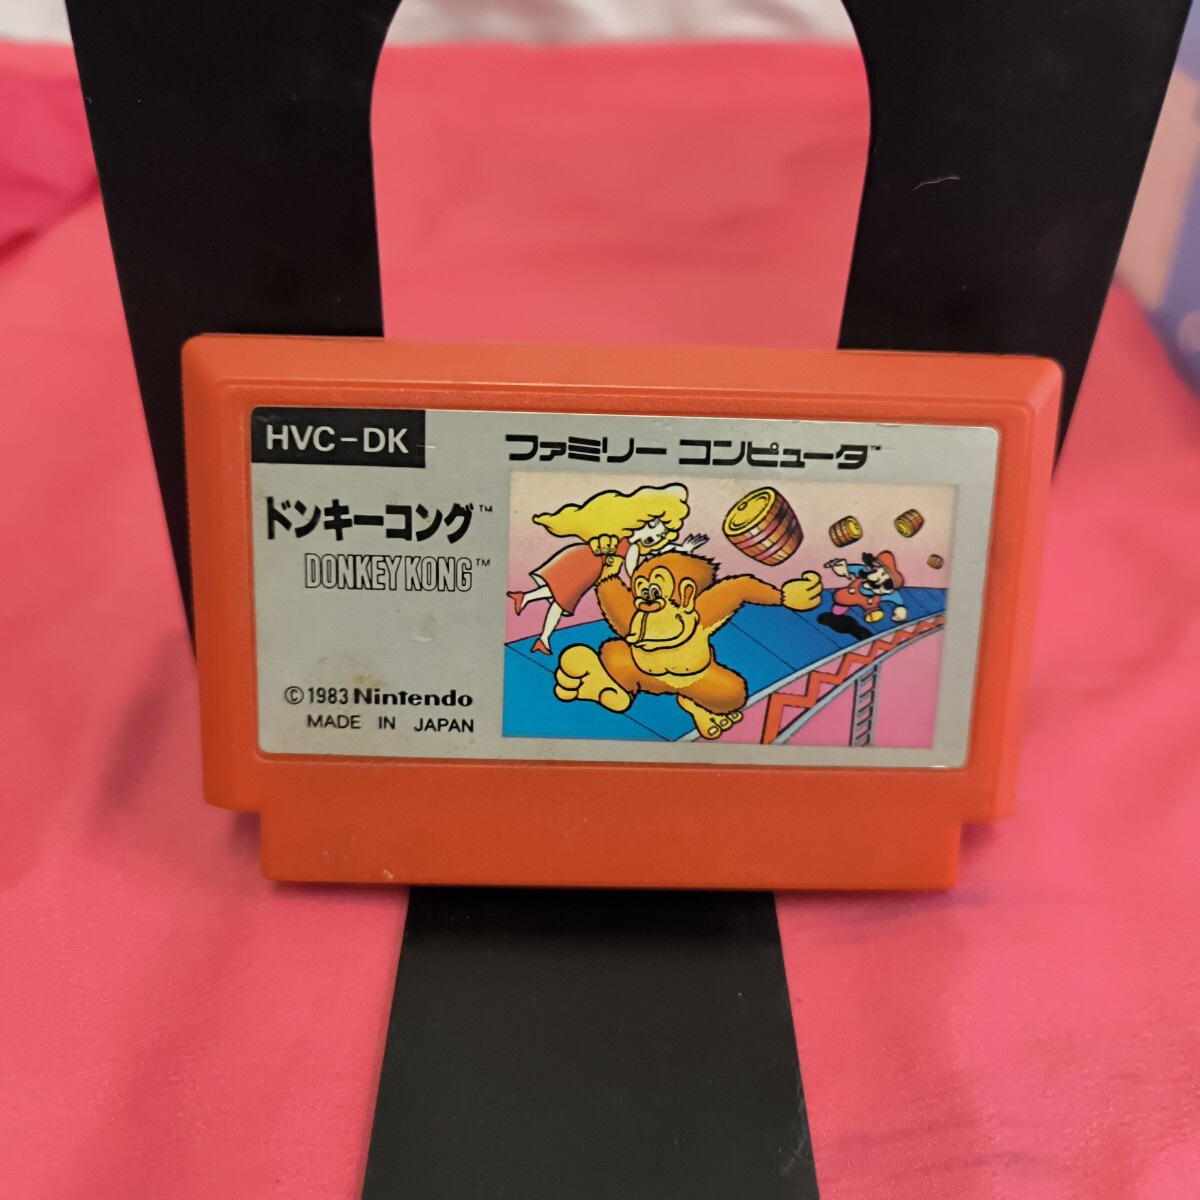 HVC-DK
ファミリー コンピュータ™
ドンキーコング™
DONKEY KONG™
©1983 Nintendo
MADE IN JAPAN